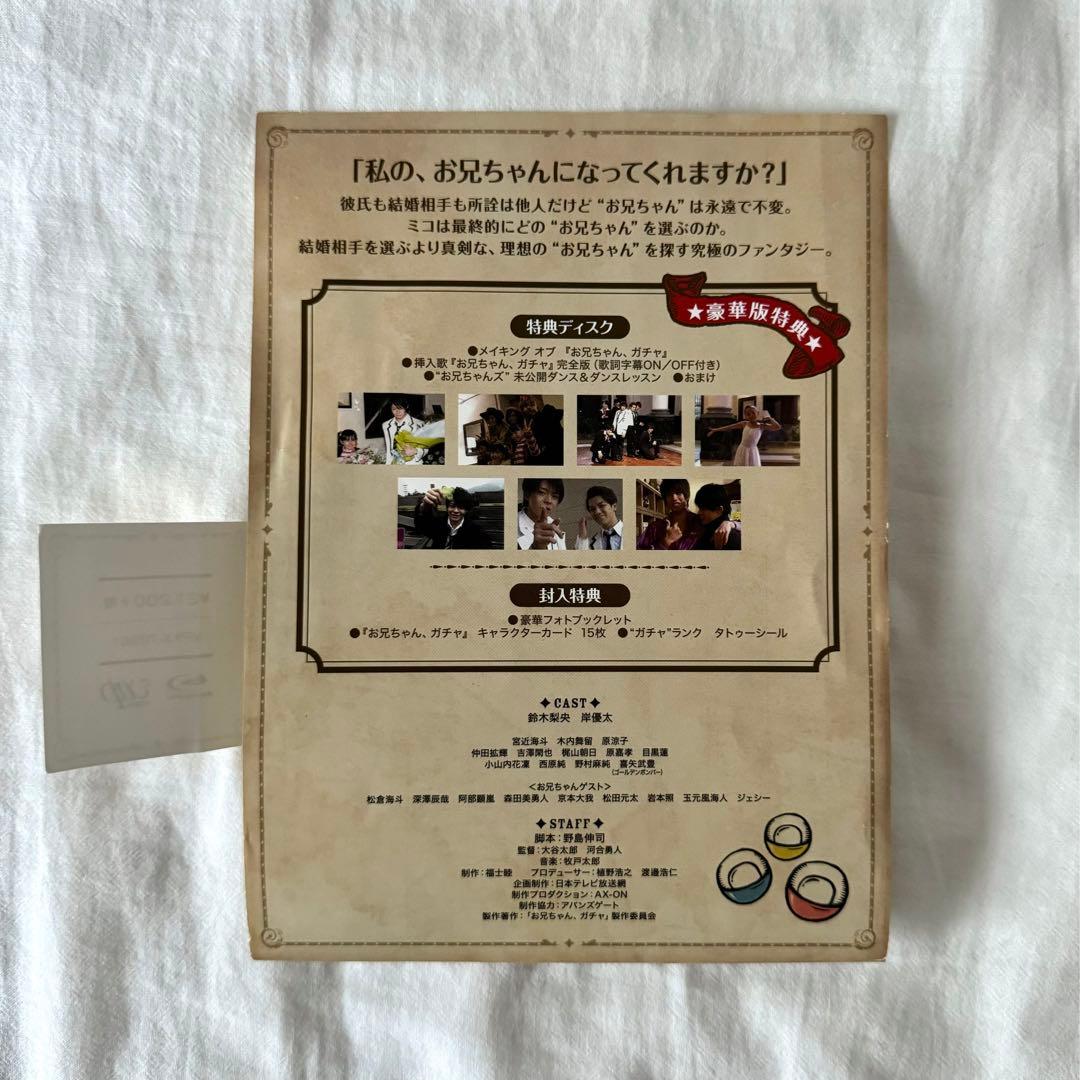 「私の、お兄ちゃんになってくれますか?」
彼氏も結婚相手も所詮は他人だけど“お兄ちゃん”は永遠で不変。
ミコは最終的にどの“お兄ちゃん”を選ぶのか。
結婚相手を選ぶより真剣な、理想の“お兄ちゃん”を探す究極のファンタジー。
★豪華版特典★
特典ディスク
●メイキング オブ 『お兄ちゃん、ガチャ』
●挿入歌『お兄ちゃん、ガチャ』完全版(歌詞字幕ON/OFF付き)
●“お兄ちゃんズ”未公開ダンス&ダンスレッスン ●おまけ
封入特典
●豪華フォトブックレット
●『お兄ちゃん、ガチャ』 キャラクターカード 15枚 ●“ガチャ”ランク タトゥーシール
✦CAST✦
鈴木梨央 岸優太
宮近海斗 木内舞留 原涼子
仲田拡輝 吉澤閑也 梶山朝日 原嘉孝 目黒蓮
小山内花凜 西原純 野村麻純 喜矢武豊
(ゴールデンボンバー)
<お兄ちゃんゲスト>
松倉海斗 深澤辰哉 阿部顕嵐 森田美勇人 京本大我 松田元太 岩本照 玉元風海人 ジェシー
✦STAFF✦
脚本:野島伸司
監督:大谷太郎 河合勇人
音楽:牧戸太郎
制作:福士睦 プロデューサー:植野浩之 渡邉浩仁
企画制作:日本テレビ放送網
制作プロダクション:AX-ON
制作協力:アバンズゲート
製作著作:「お兄ちゃん、ガチャ」製作委員会